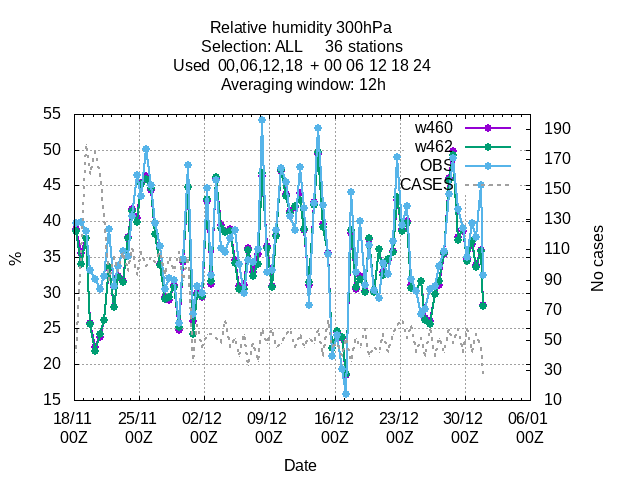 Relative humidity 300hPa
Selection: ALL 36 stations
Used 00,06,12,18 + 00 06 12 18 24
Averaging window: 12h
w460
w462
OBS
CASES
55
50
45
40
35
30
25
20
15
%
190
170
150
130
110
90
70
50
30
10
No cases
18/11 25/11 02/12 09/12 16/12 23/12 30/12 06/01
00Z 00Z 00Z 00Z 00Z 00Z 00Z 00Z
Date